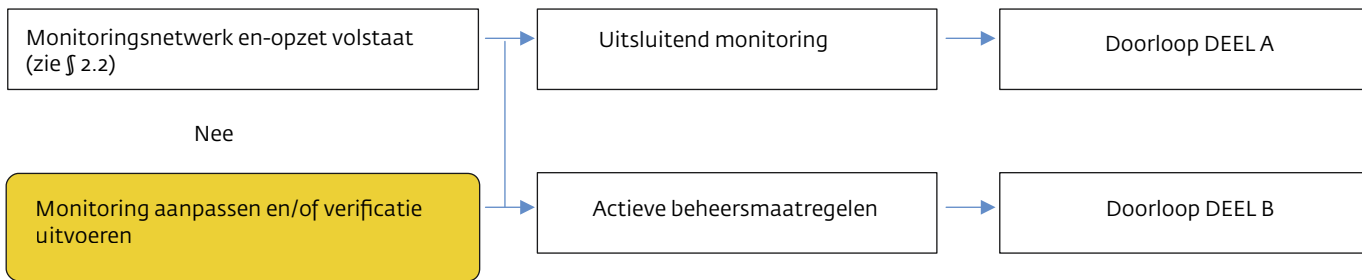 Monitoringsnetwerk en-opzet volstaat
(zie § 2.2)
Uitsluitend monitoring
Doorloop DEEL A
Nee
Monitoring aanpassen en/of verificatie
uitvoeren
Actieve beheersmaatregelen
Doorloop DEEL B